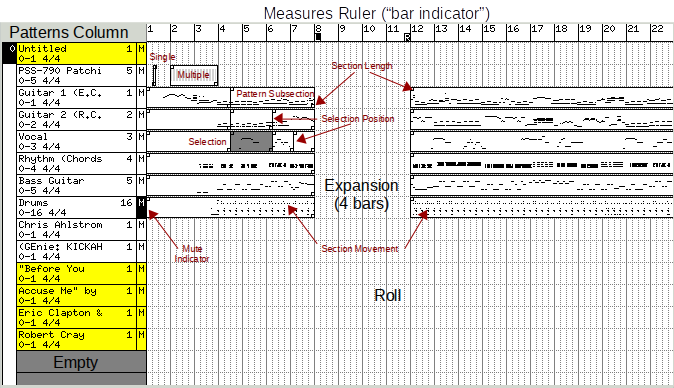 Measures Ruler (“bar indicator”)
Patterns Column
1 2 3 4 5 6 7 8 9 10 11 12 13 14 15 16 17 18 19 20 21 22
0 Untitled 1 M
0-1 4/4
Single
PSS-790 Patchi 5 M
0-5 4/4
Multiple
Section Length
Guitar 1 (E.C. 1 M
0-1 4/4
Pattern Subsection
Guitar 2 (R.C. 2 M
0-2 4/4
Selection Position
Vocal 3 M
0-3 4/4
Selection
Rhythm (Chords 4 M
0-4 4/4
Bass Guitar 5 M
0-5 4/4
Expansion
(4 bars)
Drums 16 M
0-16 4/4
Chris Ahlstrom 1 M
0-1 4/4
(GEnie: KICKAH 1 M
0-1 4/4
Mute
Indicator
Section Movement
"Before You 1 M
0-1 4/4
Accuse Me" by 1 M
0-1 4/4
Roll
Eric Clapton & 1 M
0-1 4/4
Robert Cray 1 M
0-1 4/4
Empty